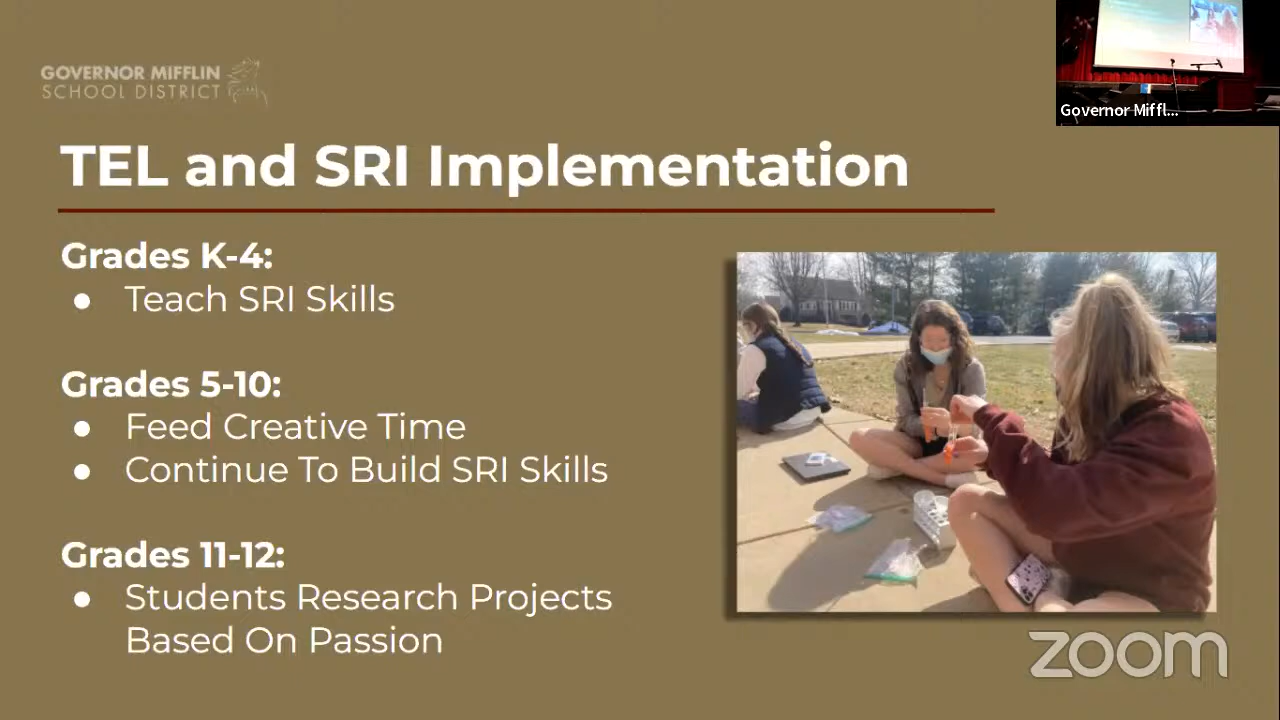 GOVERNOR MIFFLIN
SCHOOL DISTRICT
Governor Miffl...
TEL and SRI Implementation
Grades K-4:
● Teach SRI Skills
Grades 5-10:
● Feed Creative Time
● Continue To Build SRI Skills
Grades 11-12:
● Students Research Projects
Based On Passion
zoom